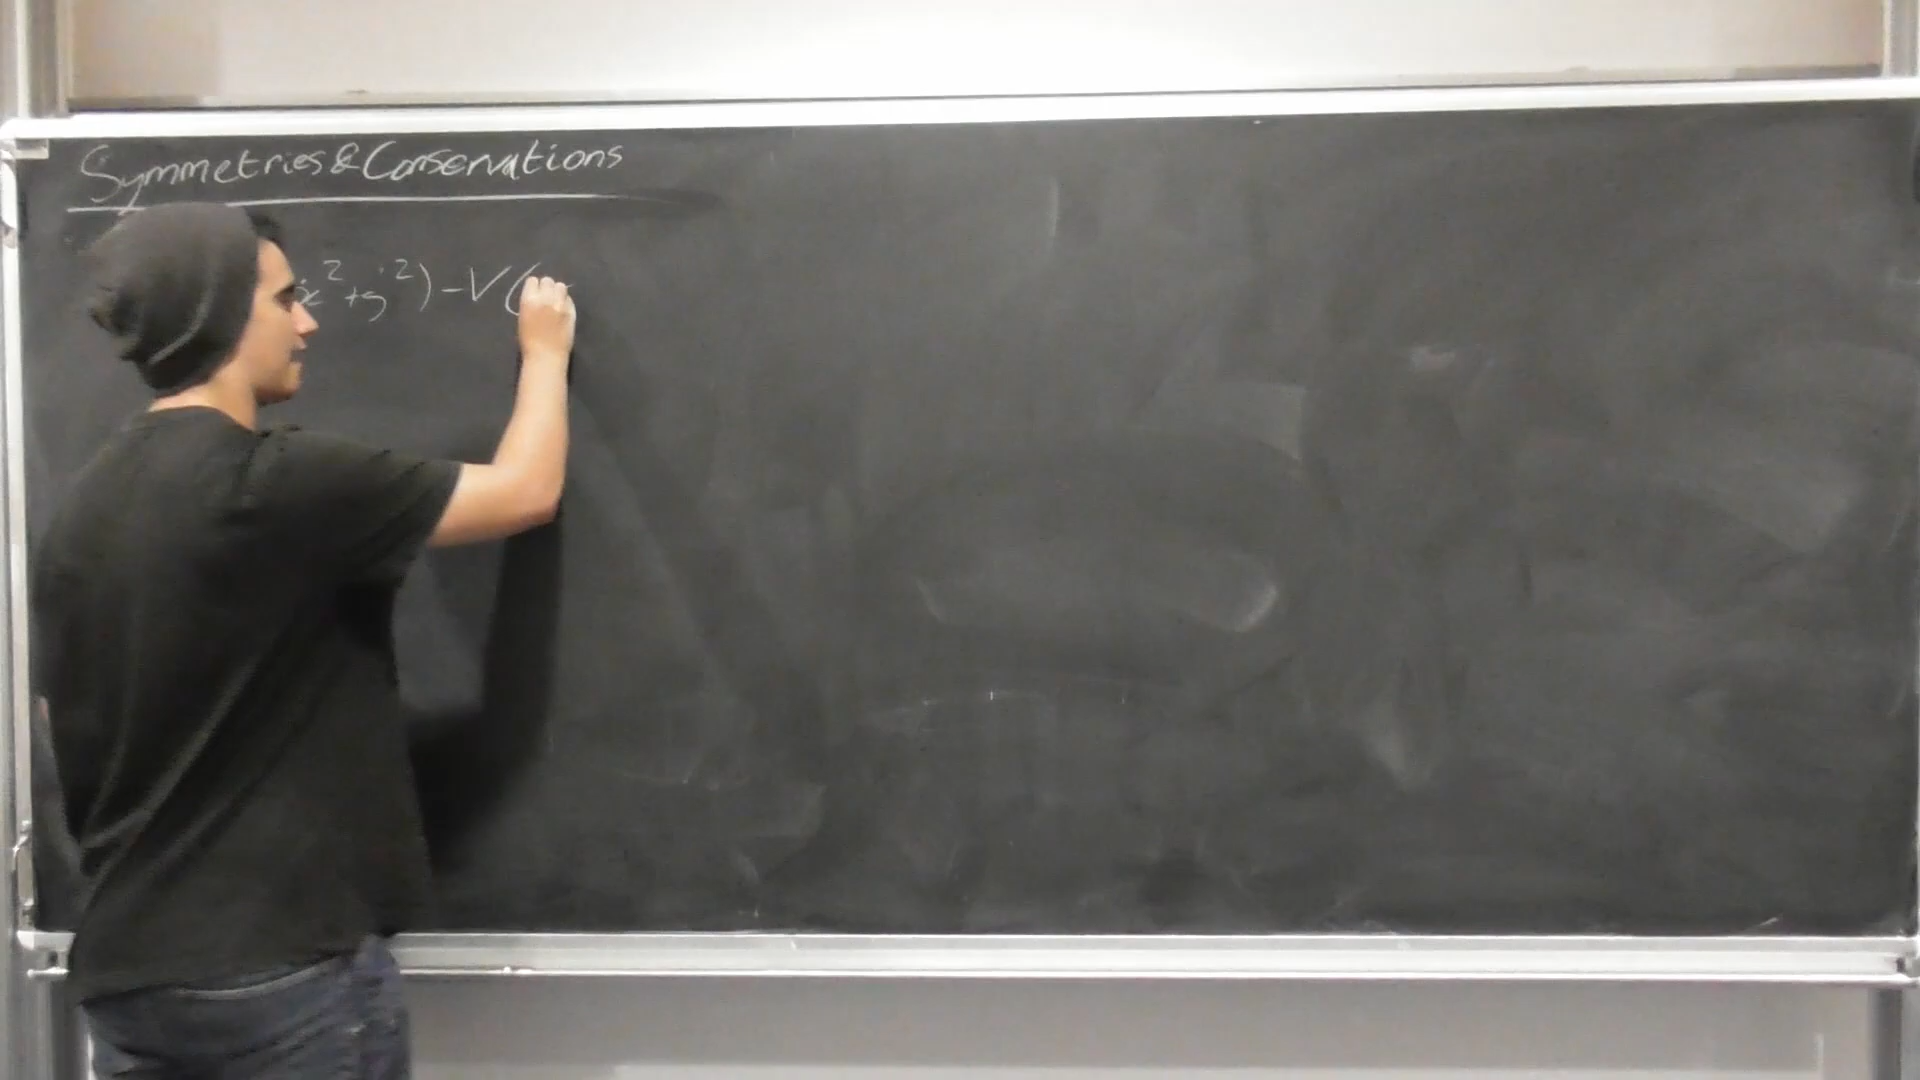 Symmetries & Conservations
ẋ²+ẏ²)-V(